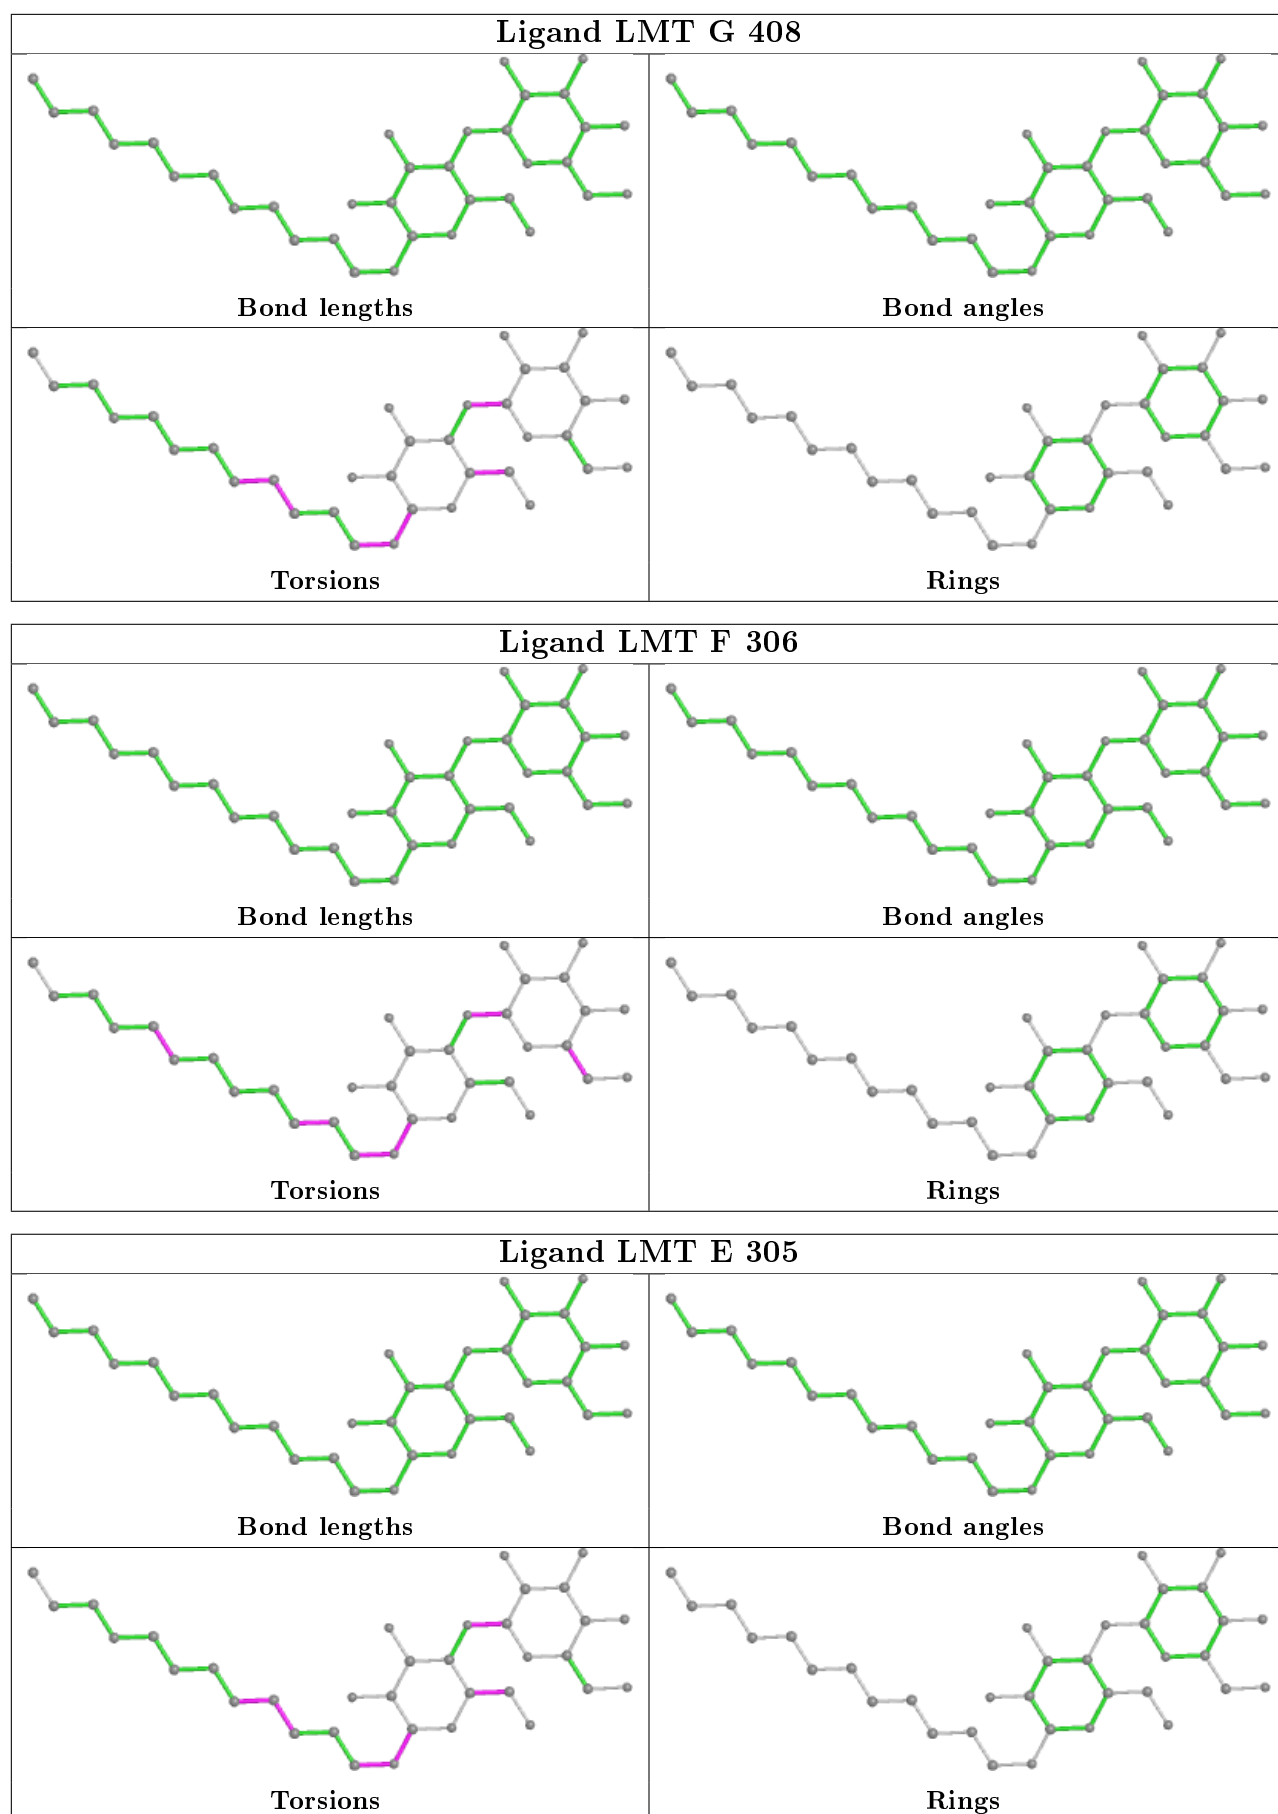 Ligand LMT G 408
Bond lengths
Bond angles
Torsions
Rings
Ligand LMT F 306
Bond lengths
Bond angles
Torsions
Rings
Ligand LMT E 305
Bond lengths
Bond angles
Torsions
Rings